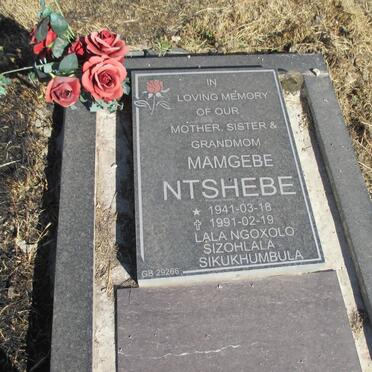 IN
LOVING MEMORY
OF OUR
MOTHER, SISTER &
GRANDMOM
MAMGEBE
NTSHEBE
★ 1941-03-18
✞ 1991-02-19
LALA NGOXOLO
SIZOHLALA
SIKUKHUMBULA
GB 29266